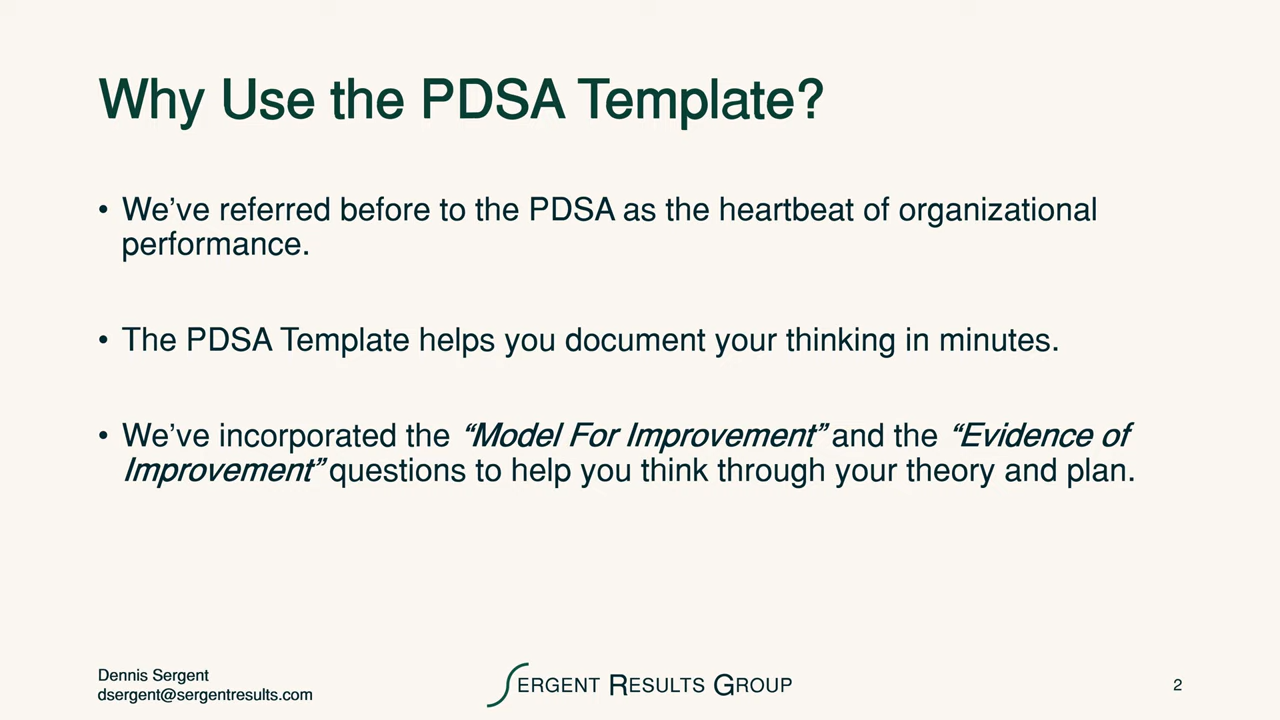 Why Use the PDSA Template?
• We’ve referred before to the PDSA as the heartbeat of organizational
performance.
• The PDSA Template helps you document your thinking in minutes.
• We’ve incorporated the “Model For Improvement” and the “Evidence of
Improvement” questions to help you think through your theory and plan.
Dennis Sergent
dsergent@sergentresults.com
SERGENT RESULTS GROUP
2